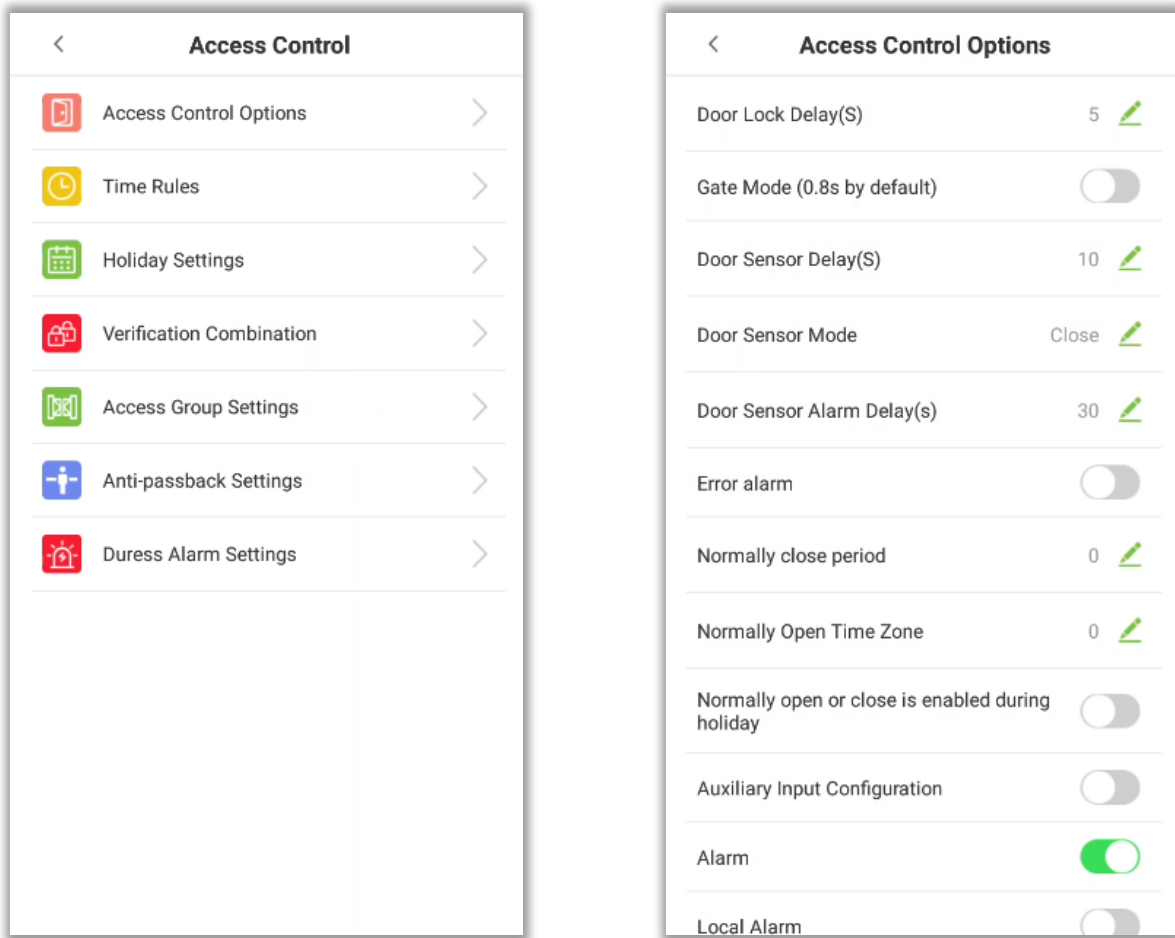 Access Control
Access Control Options
Time Rules
Holiday Settings
Verification Combination
Access Group Settings
Anti-passback Settings
Duress Alarm Settings
Access Control Options
Door Lock Delay(S)
5
Gate Mode (0.8s by default)
Door Sensor Delay(S)
10
Door Sensor Mode
Close
Door Sensor Alarm Delay(s)
30
Error alarm
Normally close period
0
Normally Open Time Zone
0
Normally open or close is enabled during
holiday
Auxiliary Input Configuration
Alarm
Local Alarm